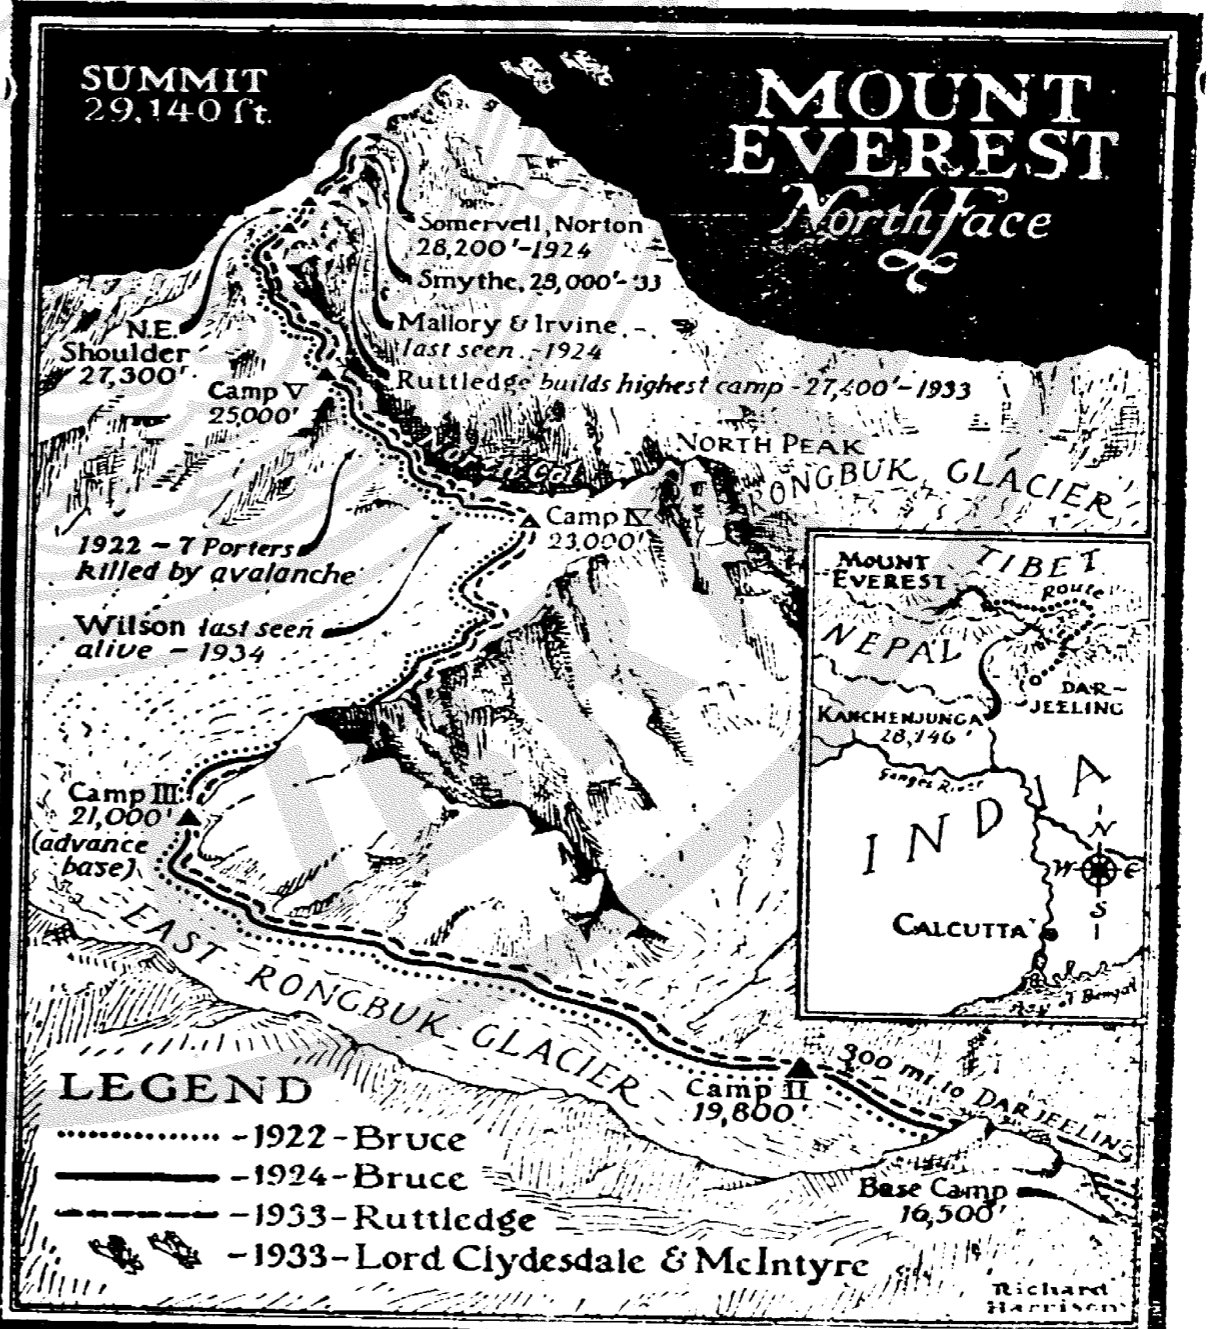 SUMMIT
29,140 ft.
MOUNT
EVEREST
North Face
Somervell, Norton
28,200'-1924
Smythe, 28,000'-'33
Mallory & Irvine
last seen - 1924
Ruttledge builds highest camp - 27,400'-1933
N.E.
Shoulder
27,300'
Camp V
25000'
North Col
NORTH PEAK
RONGBUK GLACIER
Camp IV
23,000'
1922 - 7 Porters
killed by avalanche
Wilson last seen
alive - 1934
Camp III
21,000'
(advance
base)
EAST RONGBUK GLACIER
Camp II
19,800'
300 mi. to DARJEELING
Base Camp
16,500'
MOUNT
EVEREST
TIBET
Route
NEPAL
DAR-
JEELING
KANCHENJUNGA
28,146'
Ganges River
INDIA
N
W E
S
CALCUTTA
Bay of Bengal
LEGEND
-1922-Bruce
-1924-Bruce
-1933-Ruttledge
-1933-Lord Clydesdale & McIntyre
Richard
Harrison